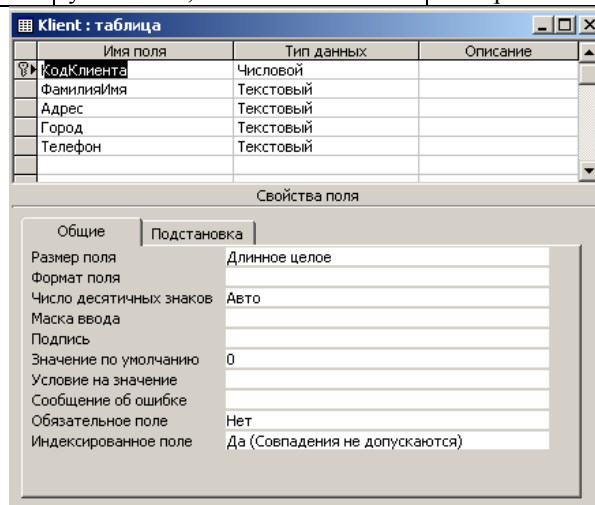 Klient : таблица
Имя поля Тип данных Описание
КодКлиента Числовой
ФамилияИмя Текстовый
Адрес Текстовый
Город Текстовый
Телефон Текстовый
Свойства поля
Общие Подстановка
Размер поля Длинное целое
Формат поля
Число десятичных знаков Авто
Маска ввода
Подпись
Значение по умолчанию 0
Условие на значение
Сообщение об ошибке
Обязательное поле Нет
Индексированное поле Да (Совпадения не допускаются)